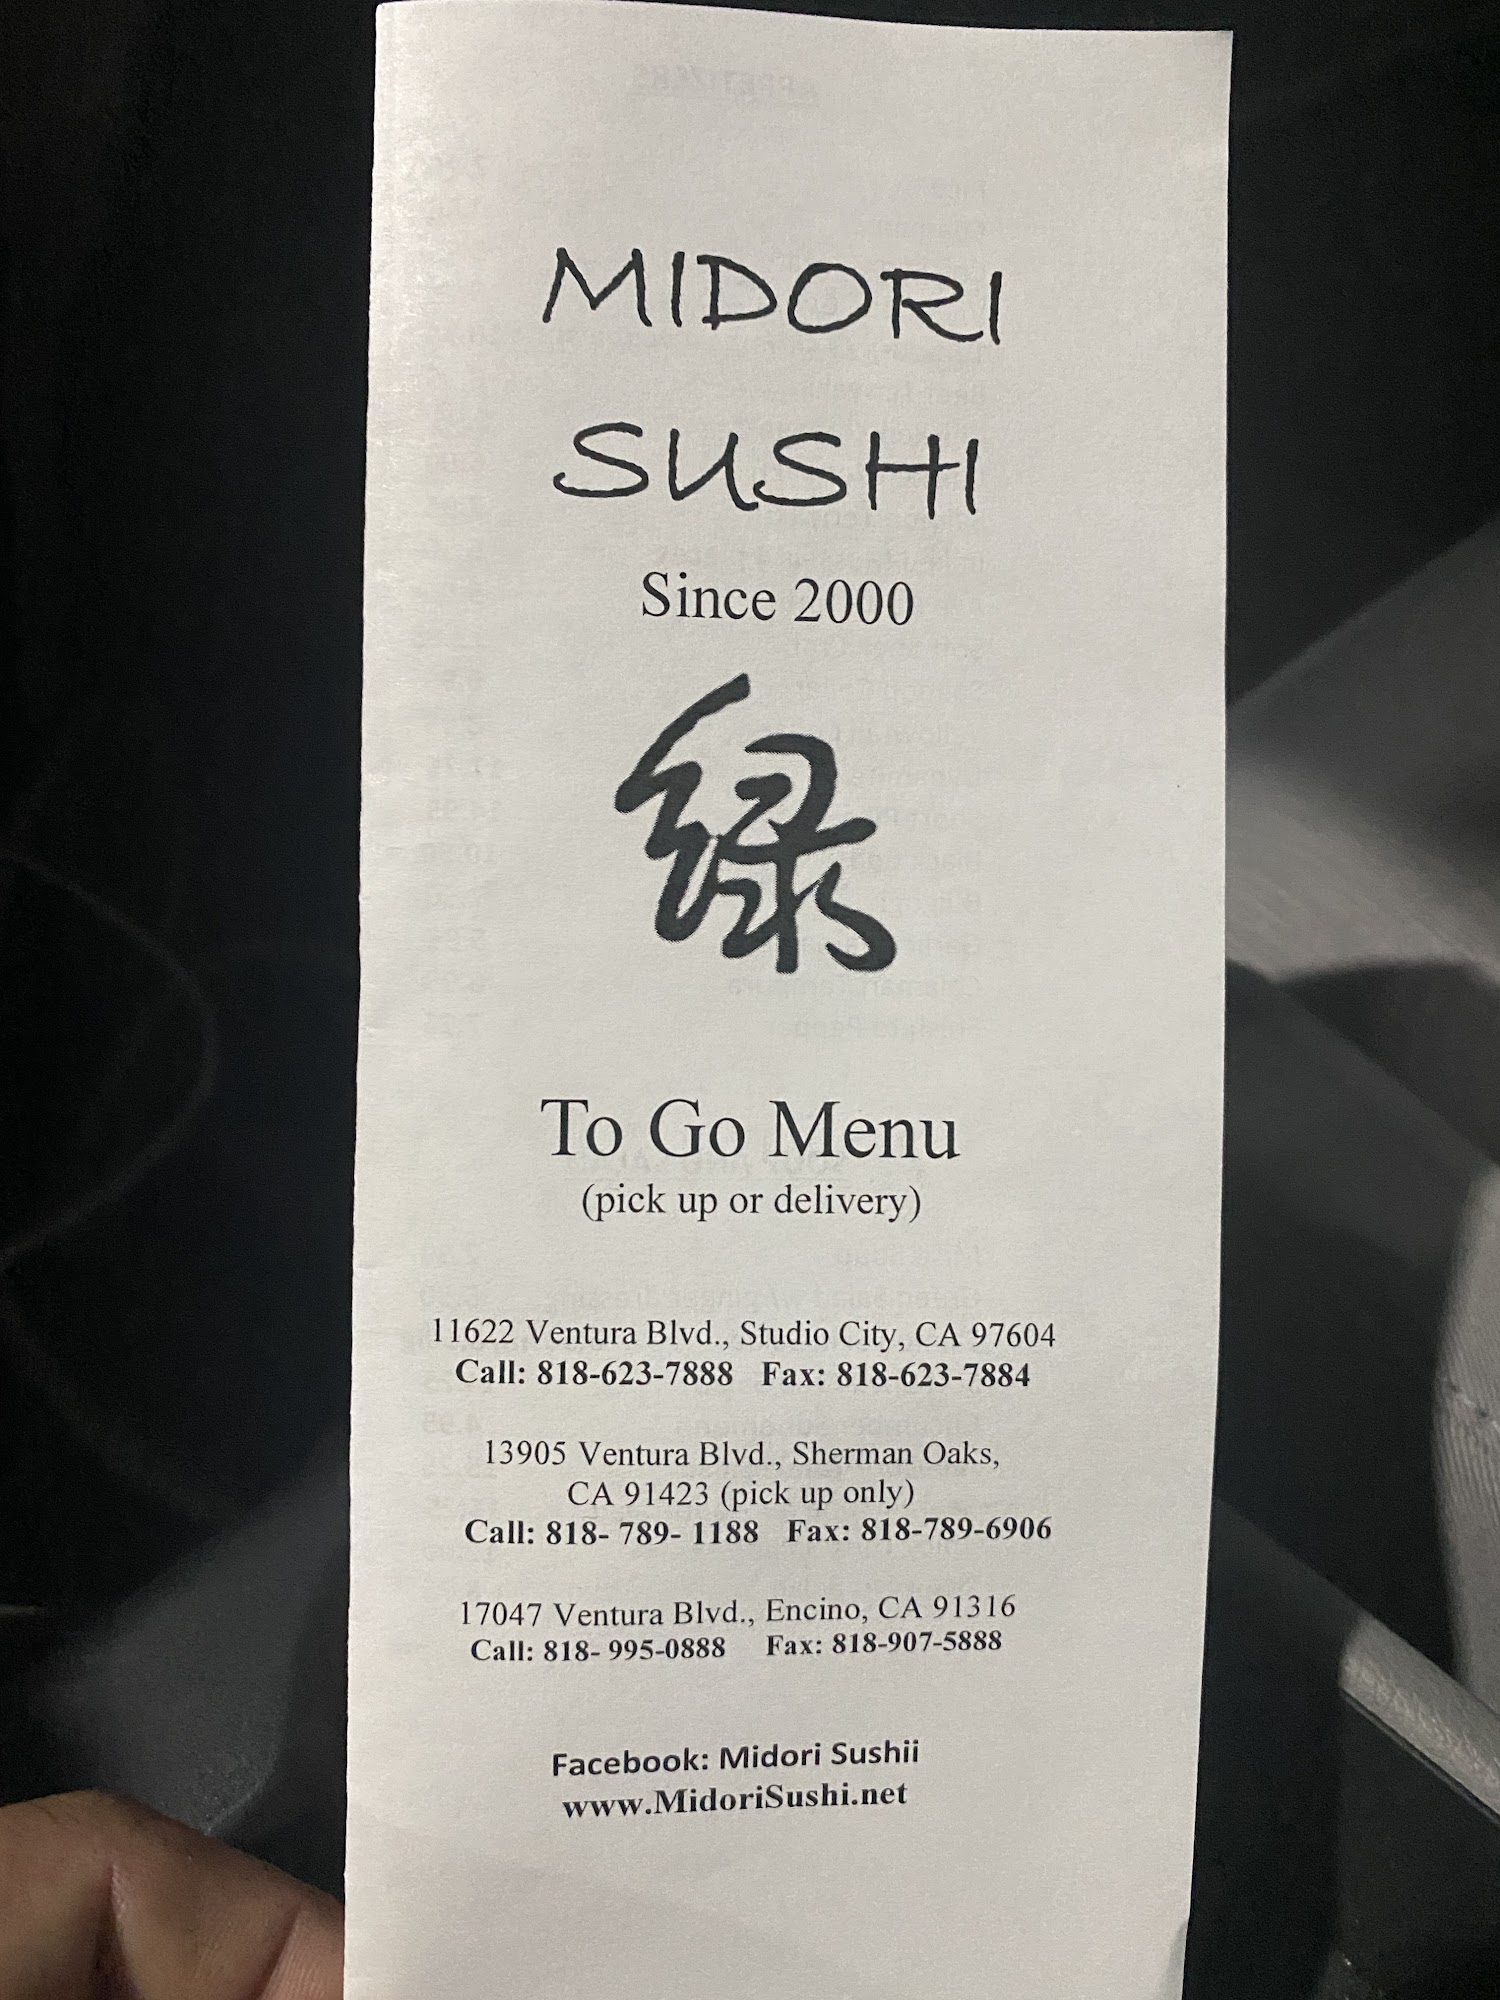 MIDORI
SUSHI
Since 2000
緑
To Go Menu
(pick up or delivery)
11622 Ventura Blvd., Studio City, CA 97604
Call: 818-623-7888 Fax: 818-623-7884
13905 Ventura Blvd., Sherman Oaks,
CA 91423 (pick up only)
Call: 818- 789- 1188 Fax: 818-789-6906
17047 Ventura Blvd., Encino, CA 91316
Call: 818- 995-0888 Fax: 818-907-5888
Facebook: Midori Sushii
www.MidoriSushi.net